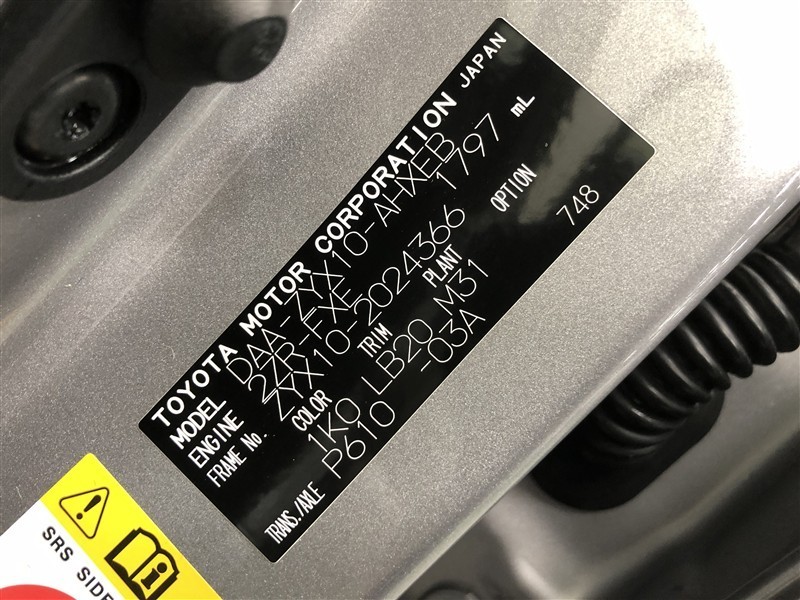 TOYOTA MOTOR CORPORATION JAPAN
MODEL DAA-ZYX10-AHXEB
ENGINE 2ZR-FXE 1797 mL
FRAME No. ZYX10-2024366
COLOR TRIM PLANT OPTION
1K0 LB20 M31 748
TRANS./AXLE P610 -03A
SRS SIDE